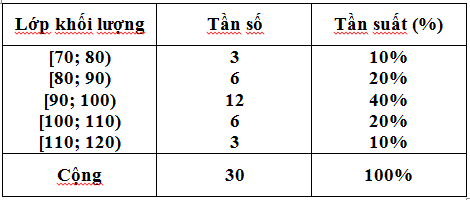 Lớp khối lượng Tần số Tần suất (%)
[70; 80) 3 10%
[80; 90) 6 20%
[90; 100) 12 40%
[100; 110) 6 20%
[110; 120) 3 10%
Cộng 30 100%